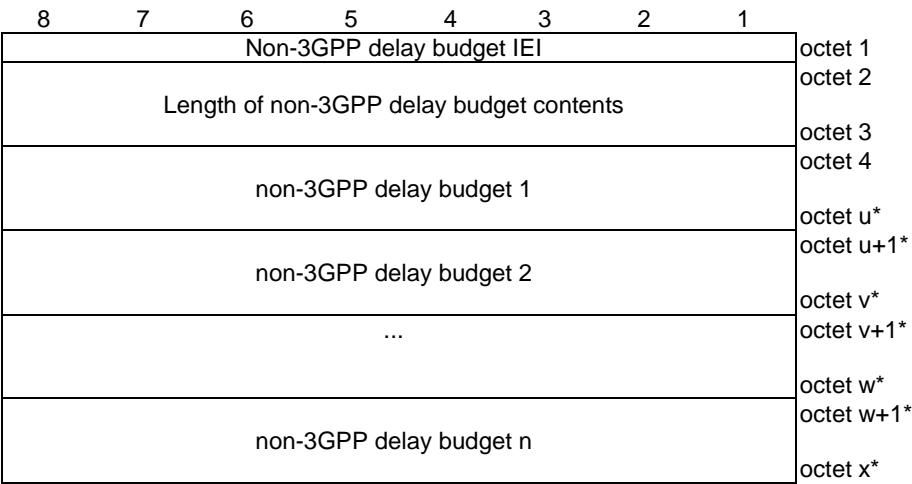 8 7 6 5 4 3 2 1
Non-3GPP delay budget IEI octet 1
octet 2
Length of non-3GPP delay budget contents
octet 3
octet 4
non-3GPP delay budget 1
octet u*
octet u+1*
non-3GPP delay budget 2
octet v*
... octet v+1*
octet w*
octet w+1*
non-3GPP delay budget n
octet x*